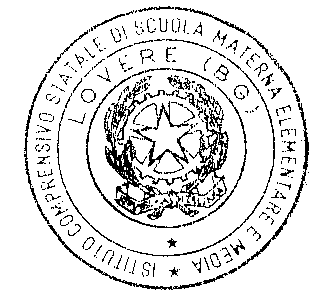 ISTITUTO COMPRENSIVO STATALE DI SCUOLA MATERNA ELEMENTARE E MEDIA
LOVERE (BG)